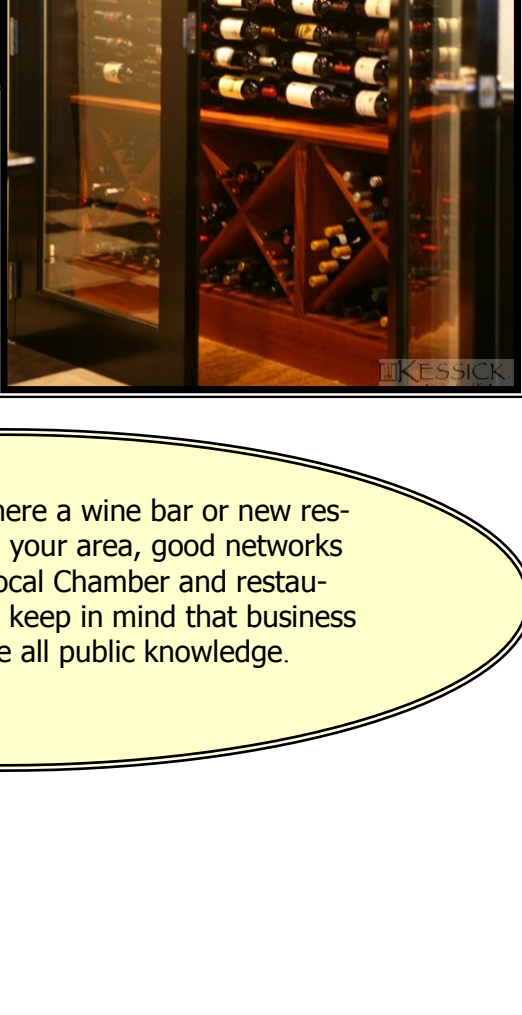 KESSICK
here a wine bar or new res-
your area, good networks
ocal Chamber and restau-
keep in mind that business
e all public knowledge.